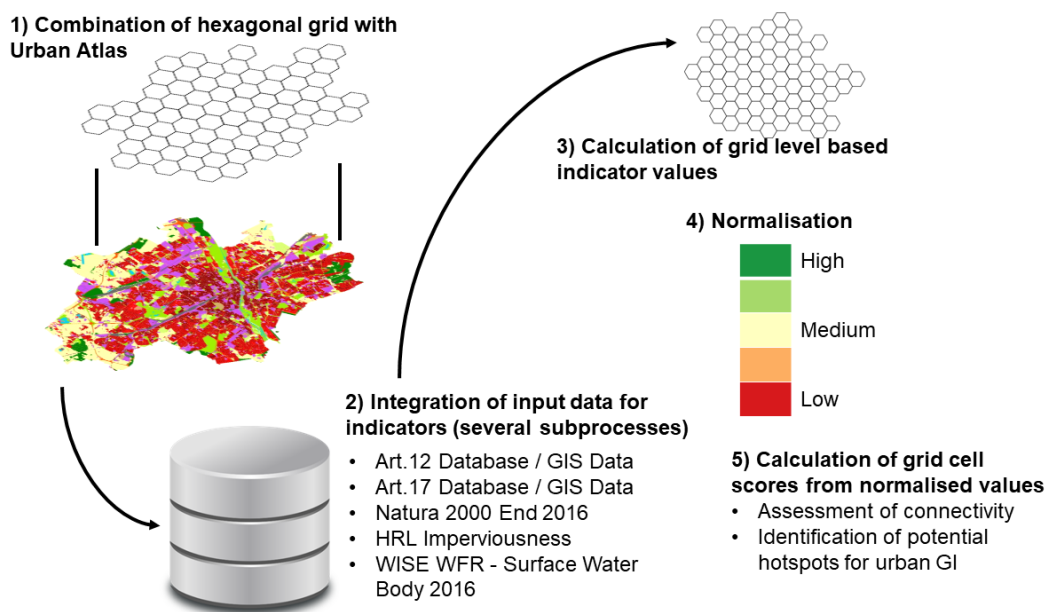 1) Combination of hexagonal grid with
Urban Atlas
2) Integration of input data for
indicators (several subprocesses)
• Art.12 Database / GIS Data
• Art.17 Database / GIS Data
• Natura 2000 End 2016
• HRL Imperviousness
• WISE WFR - Surface Water
Body 2016
3) Calculation of grid level based
indicator values
4) Normalisation
High
Medium
Low
5) Calculation of grid cell
scores from normalised values
• Assessment of connectivity
• Identification of potential
hotspots for urban GI